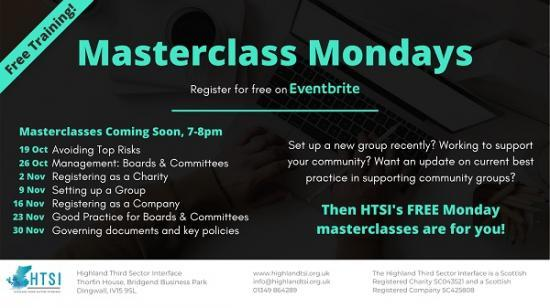 Free Training!
Masterclass Mondays
Register for free on Eventbrite
Masterclasses Coming Soon, 7-8pm
19 Oct Avoiding Top Risks
26 Oct Management: Boards & Committees
2 Nov Registering as a Charity
9 Nov Setting up a Group
16 Nov Registering as a Company
23 Nov Good Practice for Boards & Committees
30 Nov Governing documents and key policies
Set up a new group recently? Working to support
your community? Want an update on current best
practice in supporting community groups?
Then HTSI's FREE Monday
masterclasses are for you!
HTSI
Highland Third Sector Interface
Thorfin House, Bridgend Business Park
Dingwall, IV15 9SL
www.highlandtsi.org.uk
info@highlandtsi.org.uk
01349 864289
The Highland Third Sector Interface is a Scottish
Registered Charity SC043521 and a Scottish
Registered Company SC425808